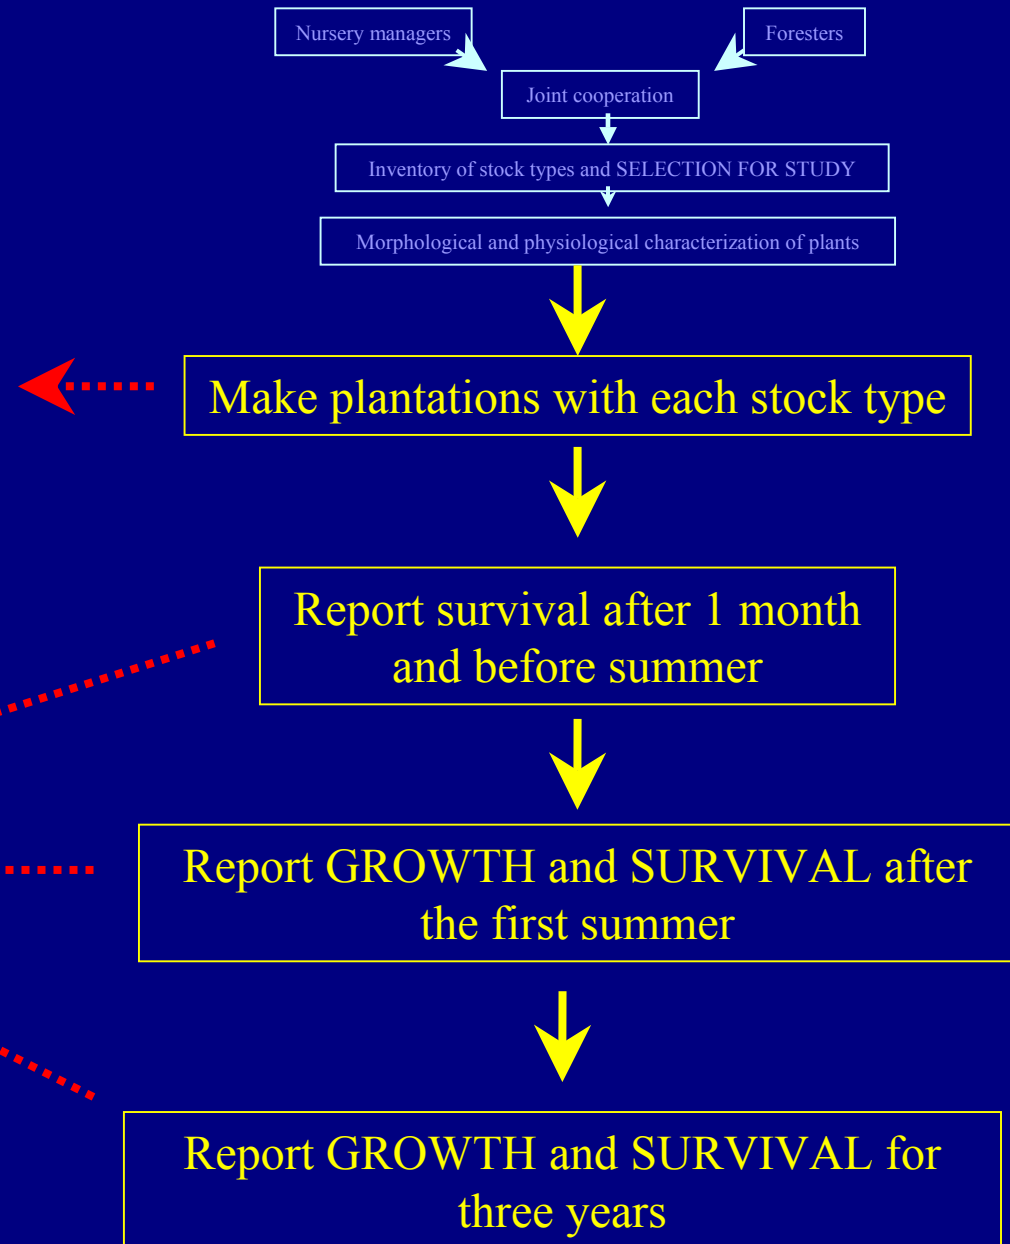 Nursery managers
Foresters
Joint cooperation
Inventory of stock types and SELECTION FOR STUDY
Morphological and physiological characterization of plants
Make plantations with each stock type
Report survival after 1 month
and before summer
Report GROWTH and SURVIVAL after
the first summer
Report GROWTH and SURVIVAL for
three years